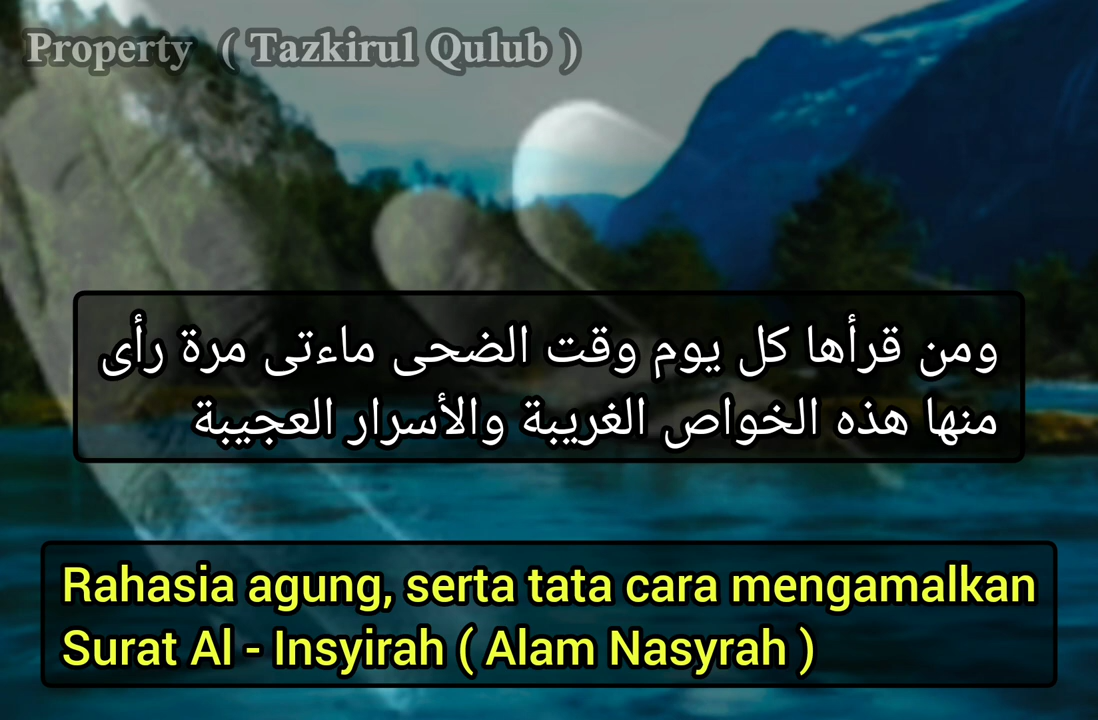 Property ( Tazkirul Qulub )
ومن قرأها كل يوم وقت الضحى ماءتى مرة رأى
منها هذه الخواص الغريبة والأسرار العجيبة
Rahasia agung, serta tata cara mengamalkan
Surat Al - Insyirah ( Alam Nasyrah )